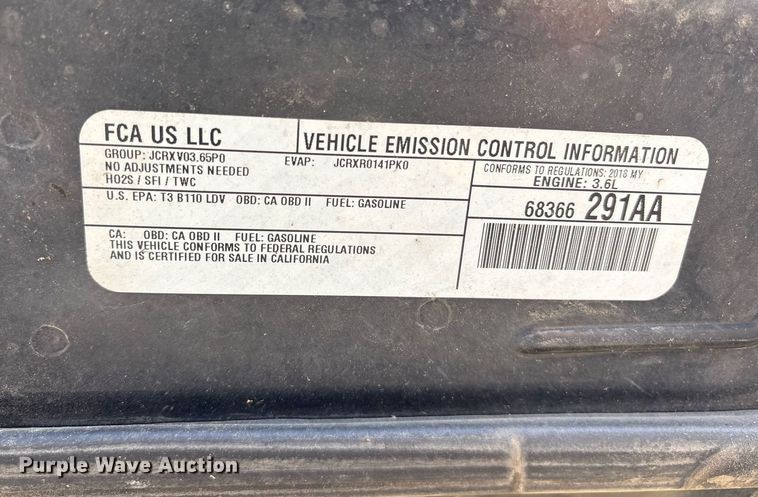 FCA US LLC
VEHICLE EMISSION CONTROL INFORMATION
GROUP: JCRXV03.65P0 EVAP: JCRXR0141PK0
NO ADJUSTMENTS NEEDED
HO2S / SFI / TWC
CONFORMS TO REGULATIONS: 2018 MY
ENGINE: 3.6L
U.S. EPA: T3 B110 LDV OBD: CA OBD II FUEL: GASOLINE
68366 291AA
CA: OBD: CA OBD II FUEL: GASOLINE
THIS VEHICLE CONFORMS TO FEDERAL REGULATIONS
AND IS CERTIFIED FOR SALE IN CALIFORNIA
Purple Wave Auction